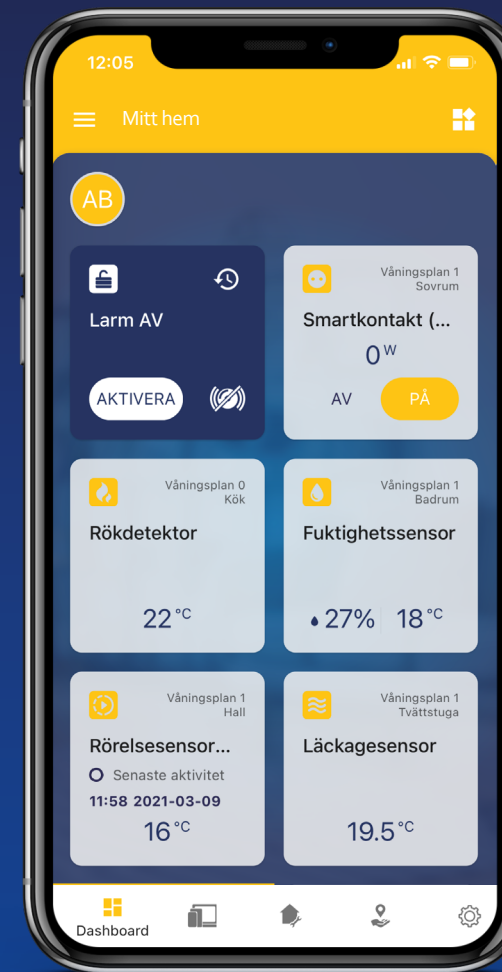 12:05
Mitt hem
AB
Larm AV
AKTIVERA
Våningsplan 1
Sovrum
Smartkontakt (...
0 W
AV
PÅ
Våningsplan 0
Kök
Rökdetektor
22 °C
Våningsplan 1
Badrum
Fuktighetssensor
27% 18 °C
Våningsplan 1
Hall
Rörelsesensor...
Senaste aktivitet
11:58 2021-03-09
16 °C
Våningsplan 1
Tvättstuga
Läckagesensor
19.5 °C
Dashboard